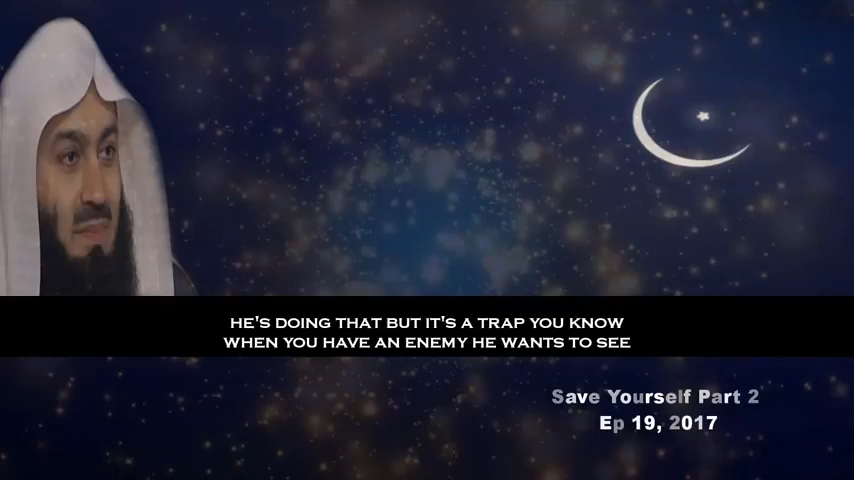 HE'S DOING THAT BUT IT'S A TRAP YOU KNOW
WHEN YOU HAVE AN ENEMY HE WANTS TO SEE
Save Yourself Part 2
Ep 19, 2017